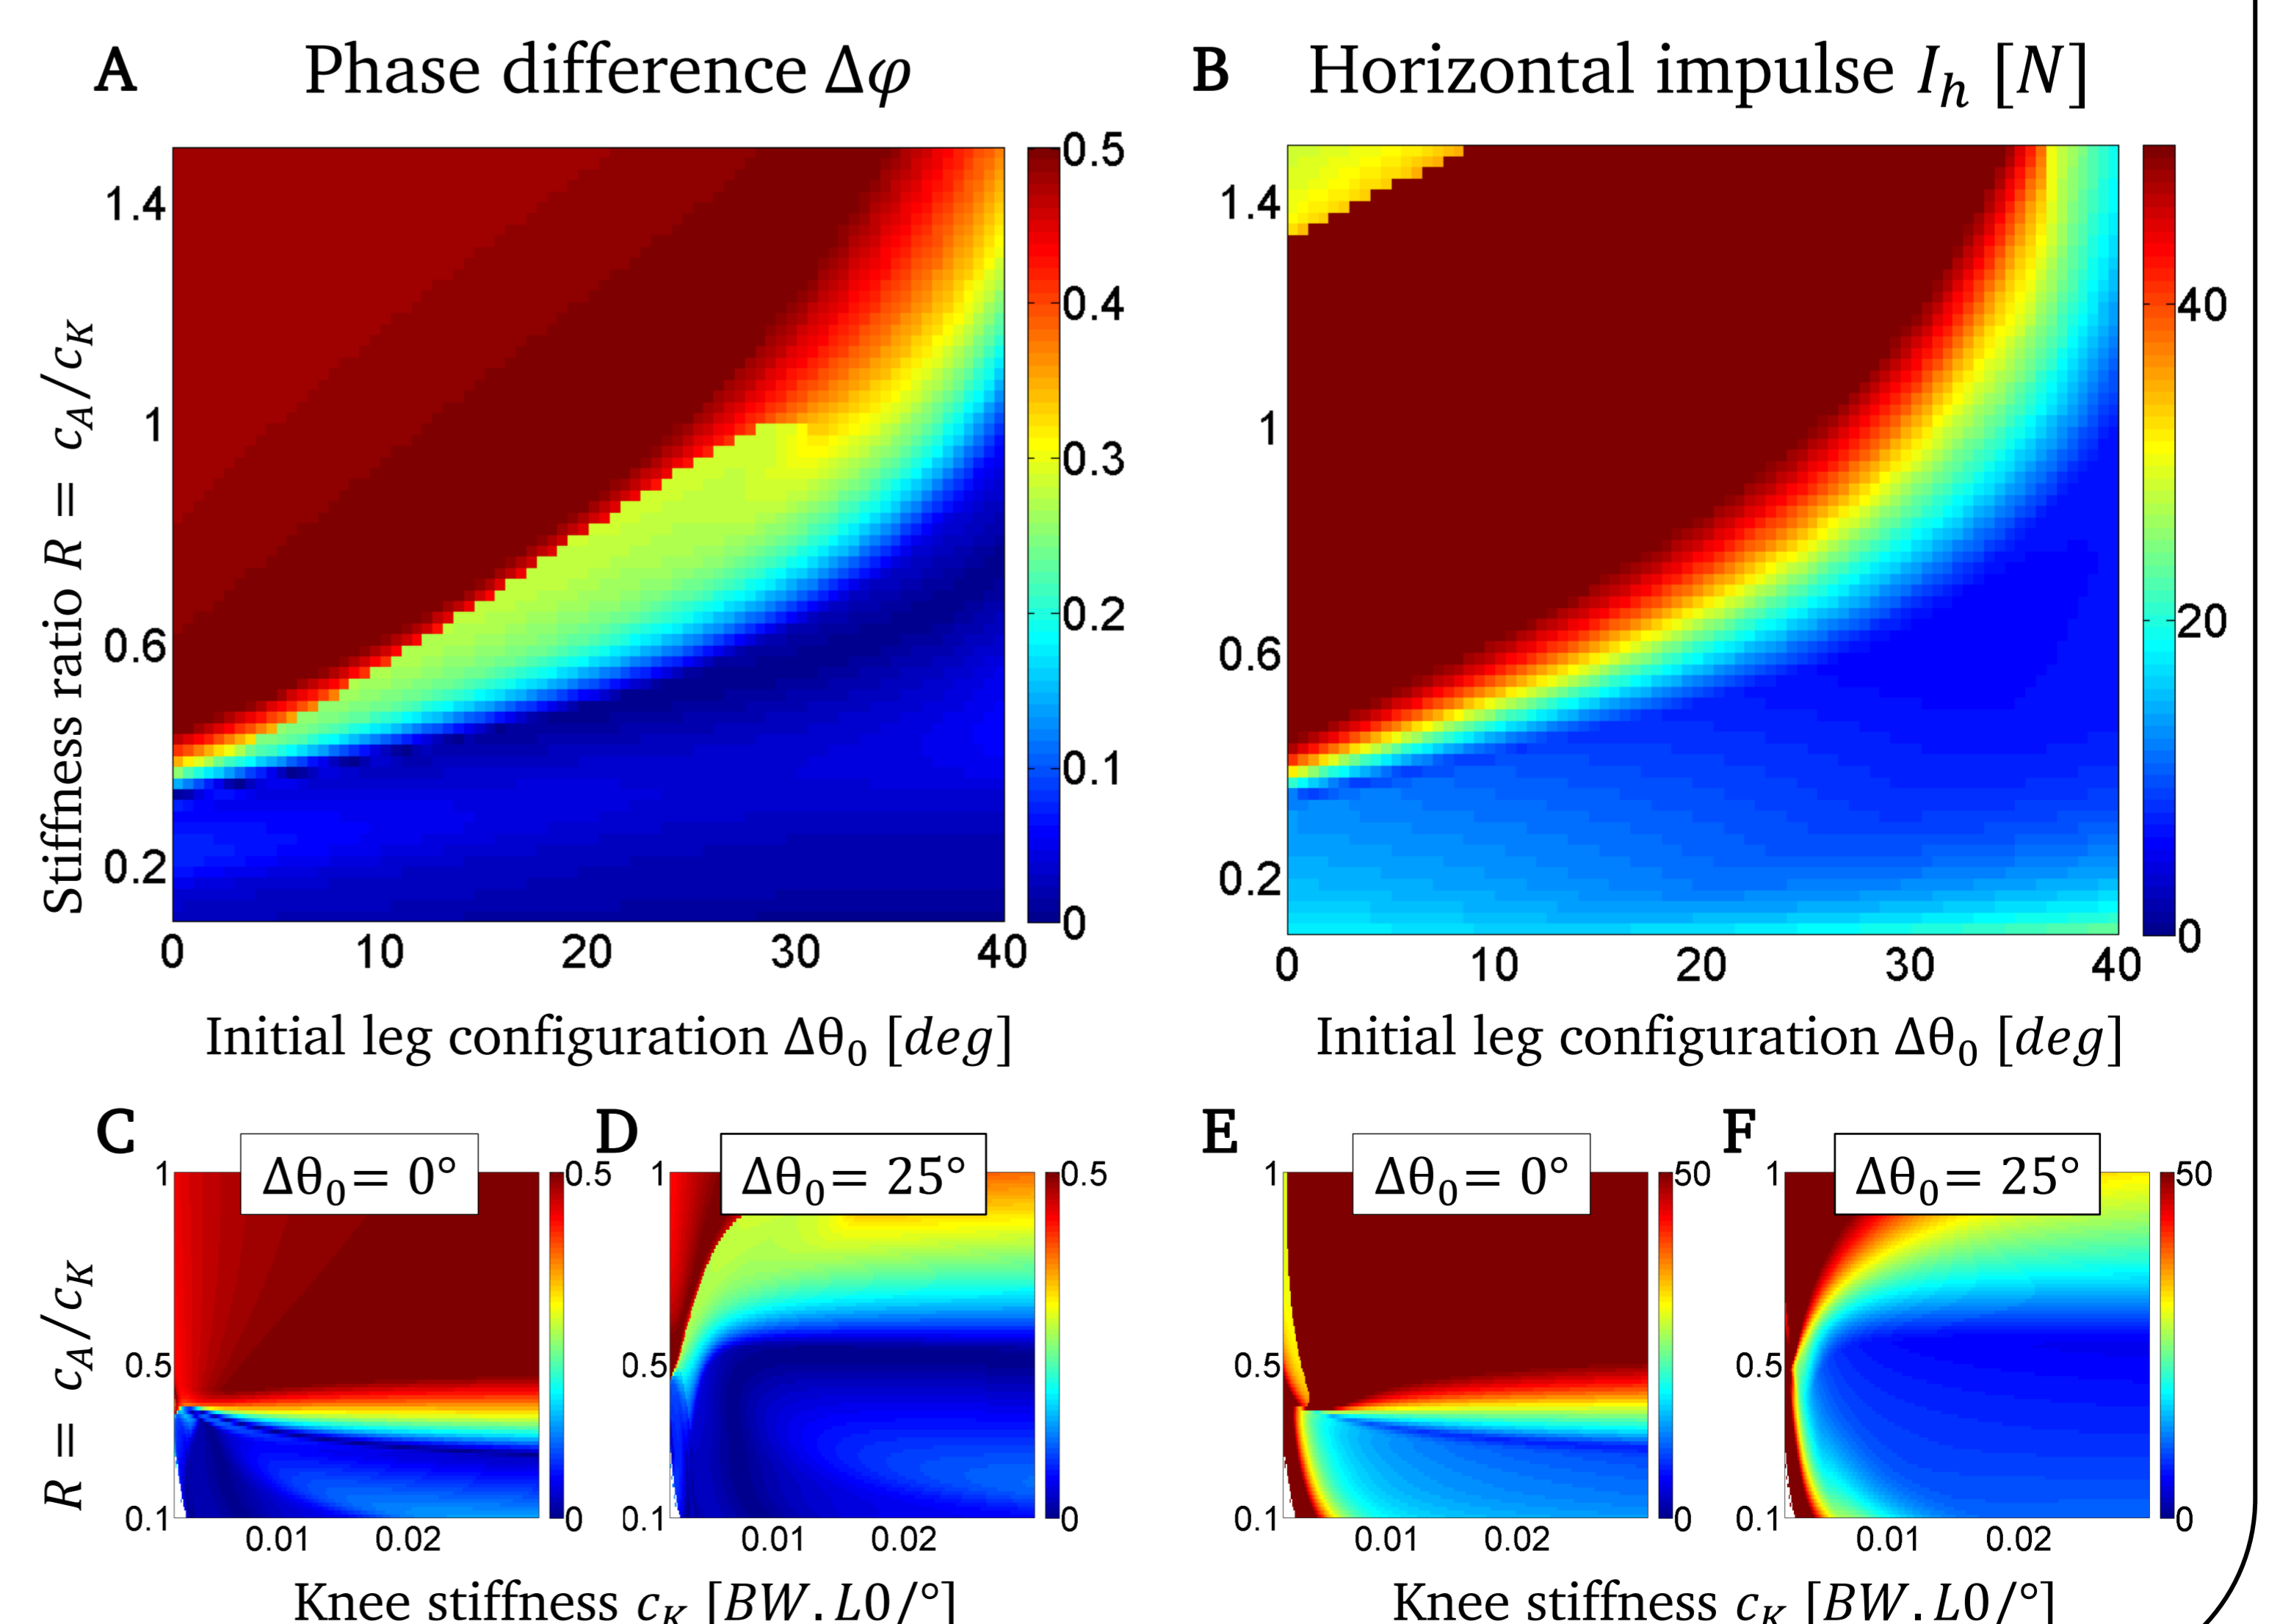 A Phase difference Δφ
B Horizontal impulse I_h [N]
Stiffness ratio R = c_A/c_K
1.4
1
0.6
0.2
0 10 20 30 40
0.5
0.4
0.3
0.2
0.1
0
Initial leg configuration Δθ_0 [deg]
1.4
1
0.6
0.2
0 10 20 30 40
40
20
0
Initial leg configuration Δθ_0 [deg]
R = c_A/c_K
C
Δθ_0= 0°
1
0.5
0.1
0.01 0.02
0.5
0
D
Δθ_0= 25°
1
0.5
0.1
0.01 0.02
0.5
0
Knee stiffness c_K [BW.L0/°]
E
Δθ_0= 0°
1
0.5
0.1
0.01 0.02
50
0
F
Δθ_0= 25°
1
0.5
0.1
0.01 0.02
50
0
Knee stiffness c_K [BW.L0/°]